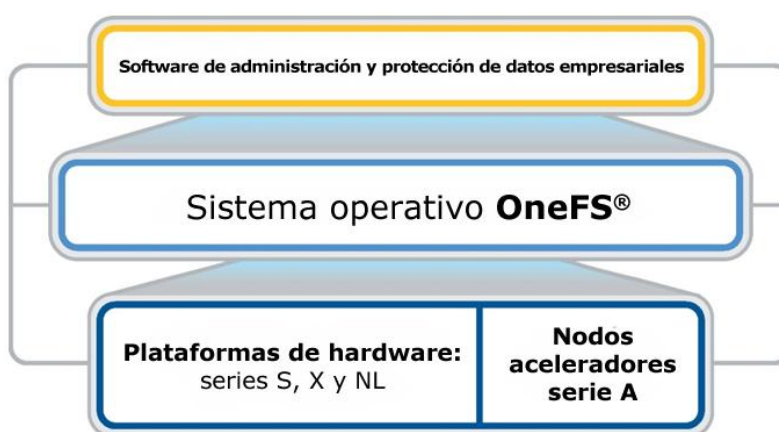 Software de administración y protección de datos empresariales
Sistema operativo OneFS®
Plataformas de hardware:
series S, X y NL
Nodos
aceleradores
serie A